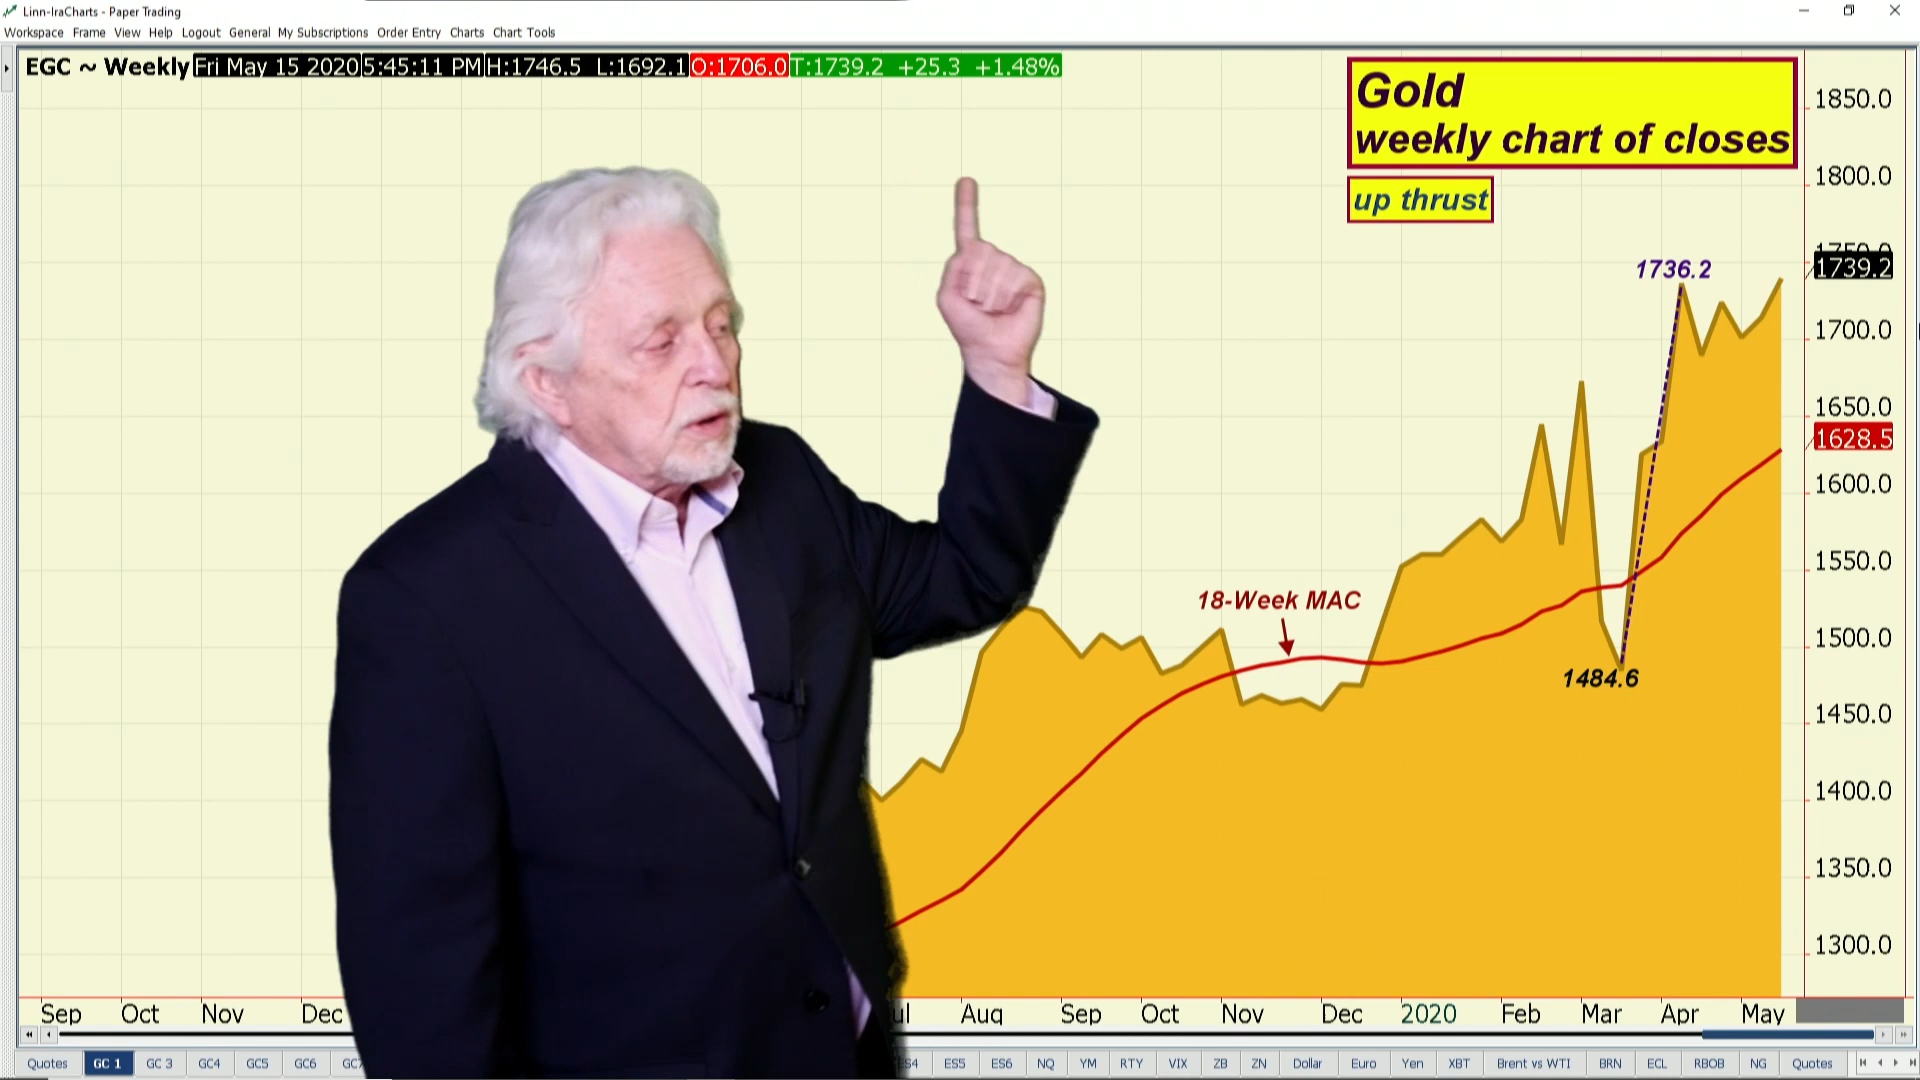 Linn-IraCharts - Paper Trading
Workspace Frame View Help Logout General My Subscriptions Order Entry Charts Chart Tools
EGC ~ Weekly Fri May 15 2020 5:45:11 PM H:1746.5 L:1692.1 O:1706.0 T:1739.2 +25.3 +1.48%
Gold
weekly chart of closes
up thrust
1850.0
1800.0
1750.0
1739.2
1736.2
1700.0
1650.0
1628.5
1600.0
1550.0
18-Week MAC
1500.0
1484.6
1450.0
1400.0
1350.0
1300.0
Sep Oct Nov Dec Aug Sep Oct Nov Dec 2020 Feb Mar Apr May
Quotes GC 1 GC 3 GC4 GC5 GC6 ES5 ES6 NQ YM RTY VIX ZB ZN Dollar Euro Yen XBT Brent vs WTI BRN ECL RBOB NG Quotes